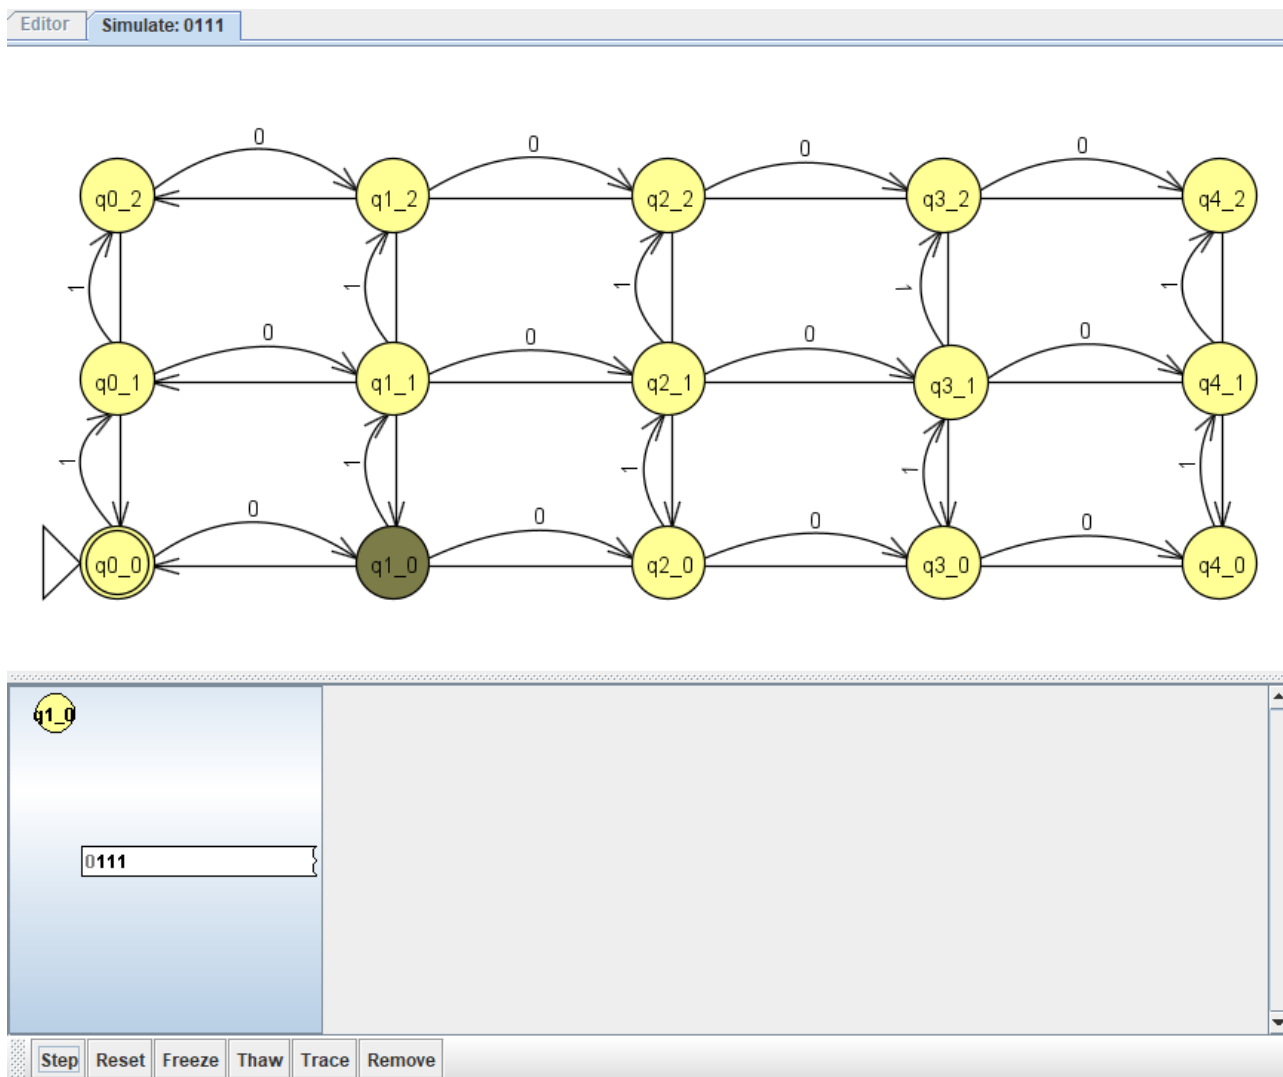 Editor Simulate: 0111
0 0 0 0
q0_2 q1_2 q2_2 q3_2 q4_2
1 1 1 1 1
0 0 0 0
q0_1 q1_1 q2_1 q3_1 q4_1
1 1 1 1 1
0 0 0 0
q0_0 q1_0 q2_0 q3_0 q4_0
q1_0
0111
Step Reset Freeze Thaw Trace Remove